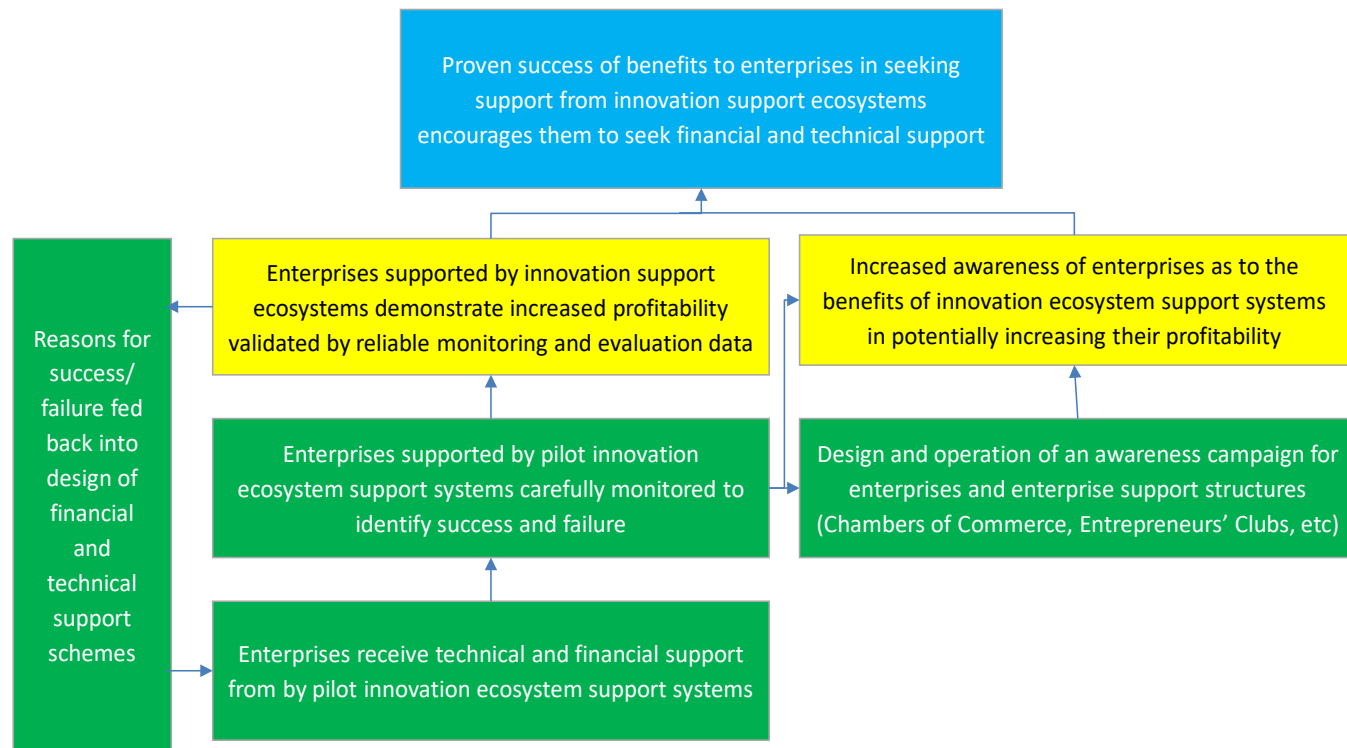 Proven success of benefits to enterprises in seeking
support from innovation support ecosystems
encourages them to seek financial and technical support
Reasons for
success/
failure fed
back into
design of
financial
and
technical
support
schemes
Enterprises supported by innovation support
ecosystems demonstrate increased profitability
validated by reliable monitoring and evaluation data
Increased awareness of enterprises as to the
benefits of innovation ecosystem support systems
in potentially increasing their profitability
Enterprises supported by pilot innovation
ecosystem support systems carefully monitored to
identify success and failure
Design and operation of an awareness campaign for
enterprises and enterprise support structures
(Chambers of Commerce, Entrepreneurs’ Clubs, etc)
Enterprises receive technical and financial support
from by pilot innovation ecosystem support systems